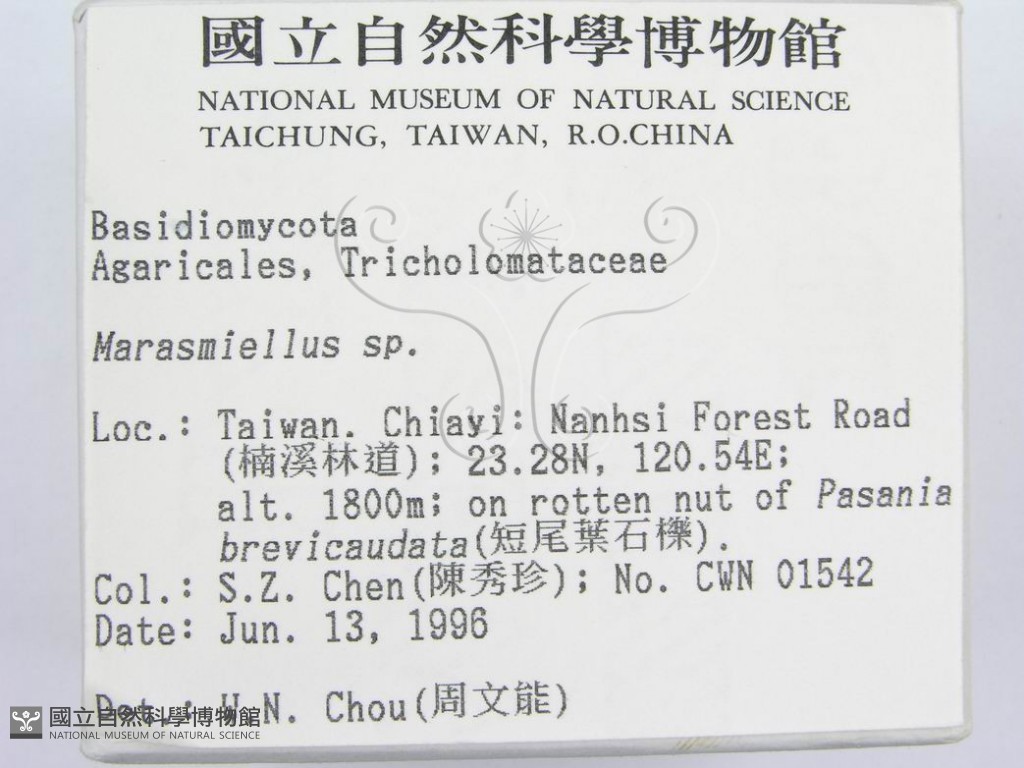 國立自然科學博物館
NATIONAL MUSEUM OF NATURAL SCIENCE
TAICHUNG, TAIWAN, R.O.CHINA
Basidiomycota
Agaricales, Tricholomataceae
Marasmiellus sp.
Loc.: Taiwan. Chiayi: Nanhsi Forest Road
(楠溪林道); 23.28N, 120.54E;
alt. 1800m; on rotten nut of Pasania
brevicaudata(短尾葉石櫟).
Col.: S.Z. Chen(陳秀珍); No. CWN 01542
Date: Jun. 13, 1996
Det.: W.N. Chou(周文能)
國立自然科學博物館
NATIONAL MUSEUM OF NATURAL SCIENCE